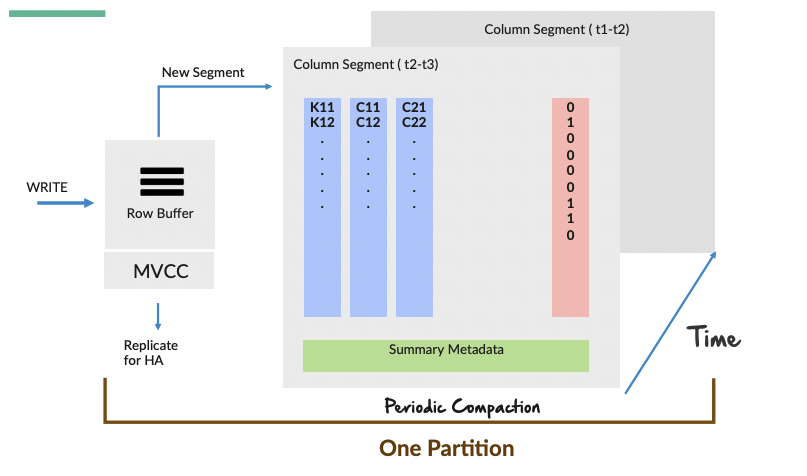 Column Segment ( t1-t2)
Column Segment ( t2-t3)
New Segment
K11 C11 C21 0
K12 C12 C22 1
. . . 0
. . . 0
. . . 0
. . . 0
. . . 1
1
0
WRITE
Row Buffer
MVCC
Replicate
for HA
Summary Metadata
Time
Periodic Compaction
One Partition